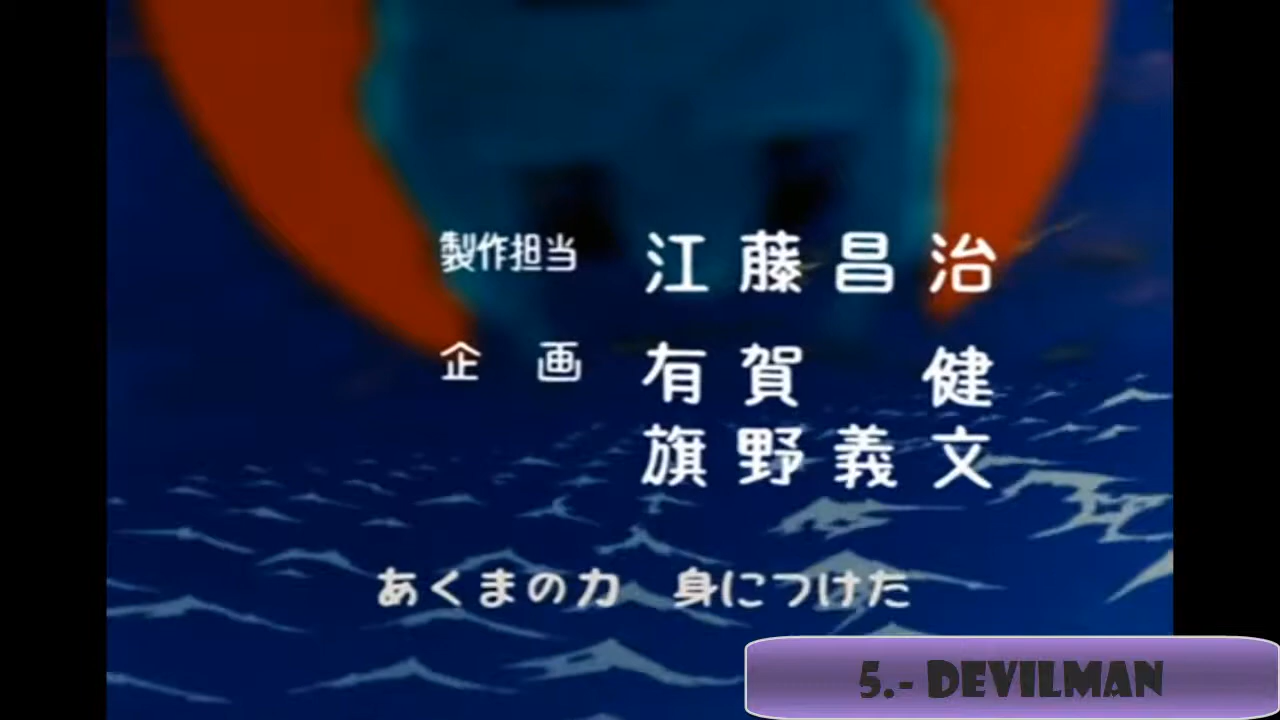 製作担当 江藤昌治
企画 有賀 健
旗野義文
あくまの力 身につけた
5.- DEVILMAN